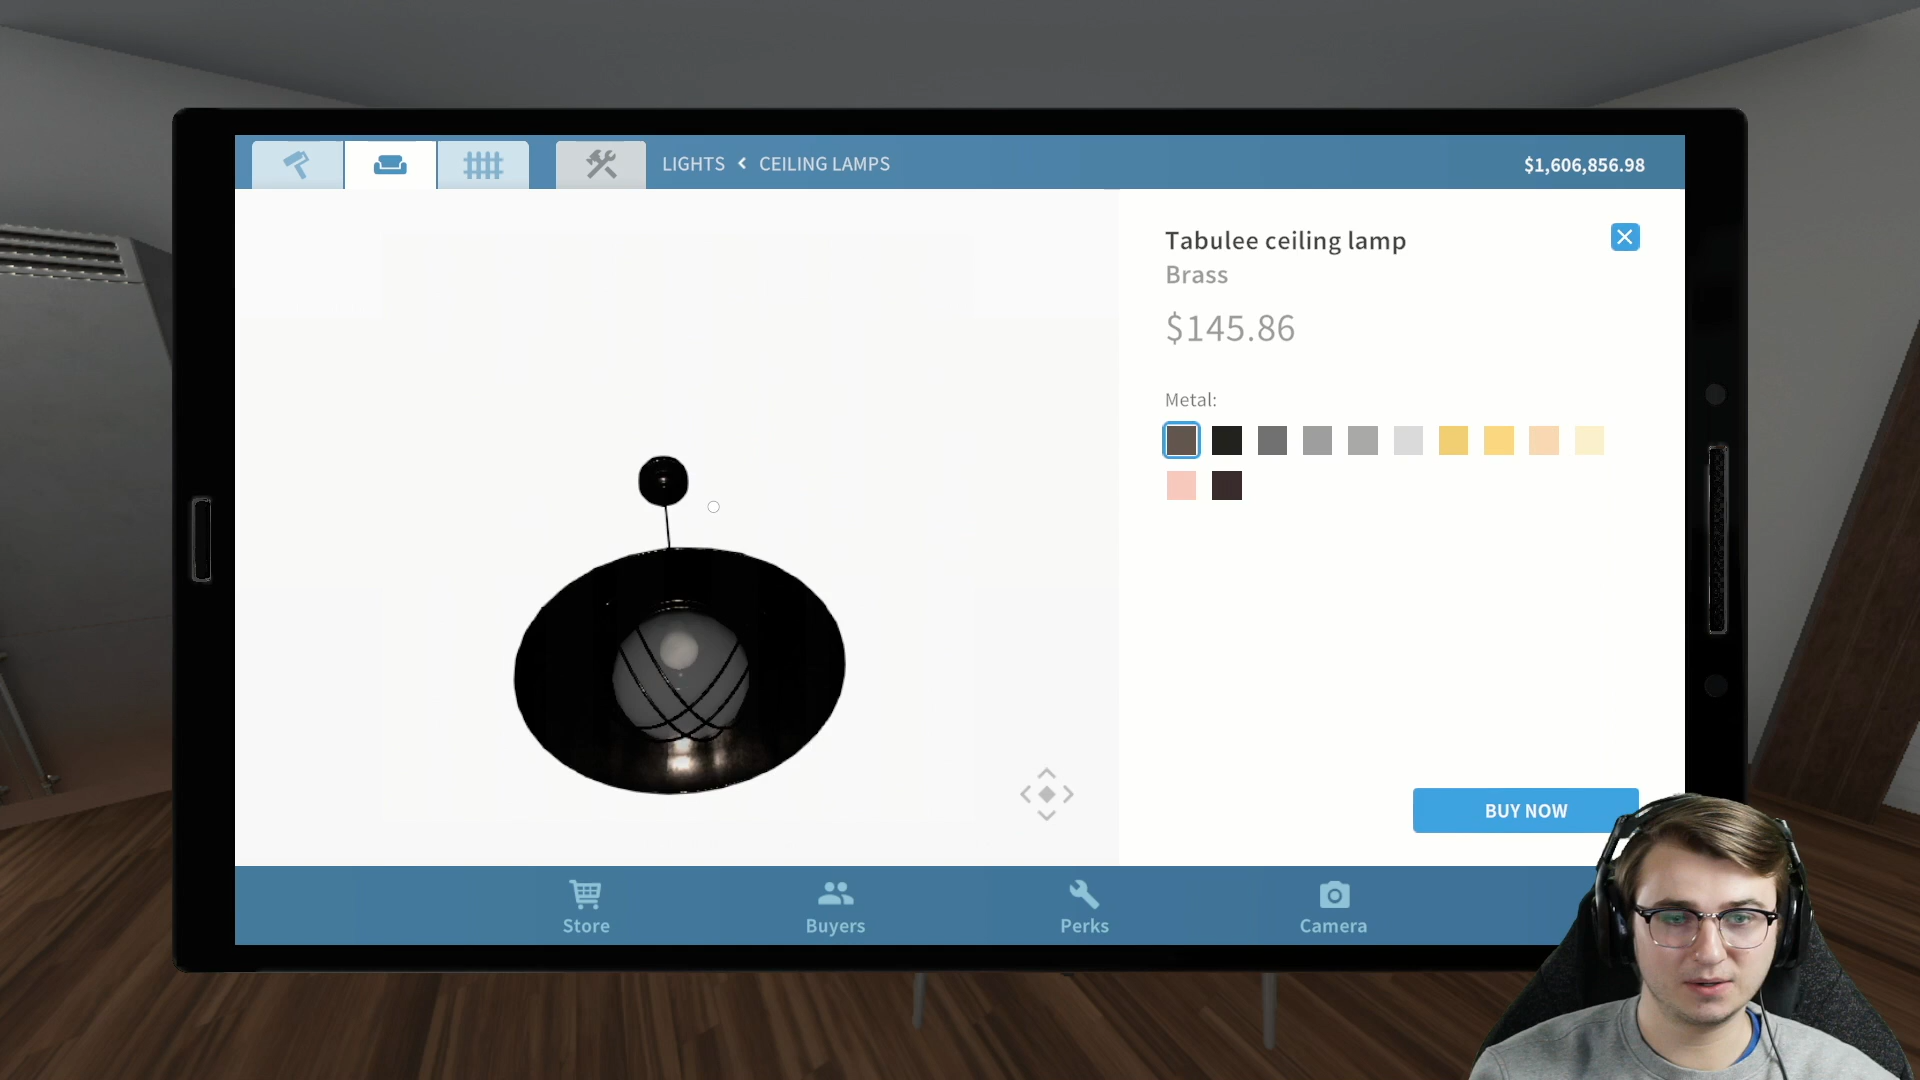 LIGHTS < CEILING LAMPS
$1,606,856.98
Tabulee ceiling lamp
Brass
$145.86
Metal:
BUY NOW
Store
Buyers
Perks
Camera